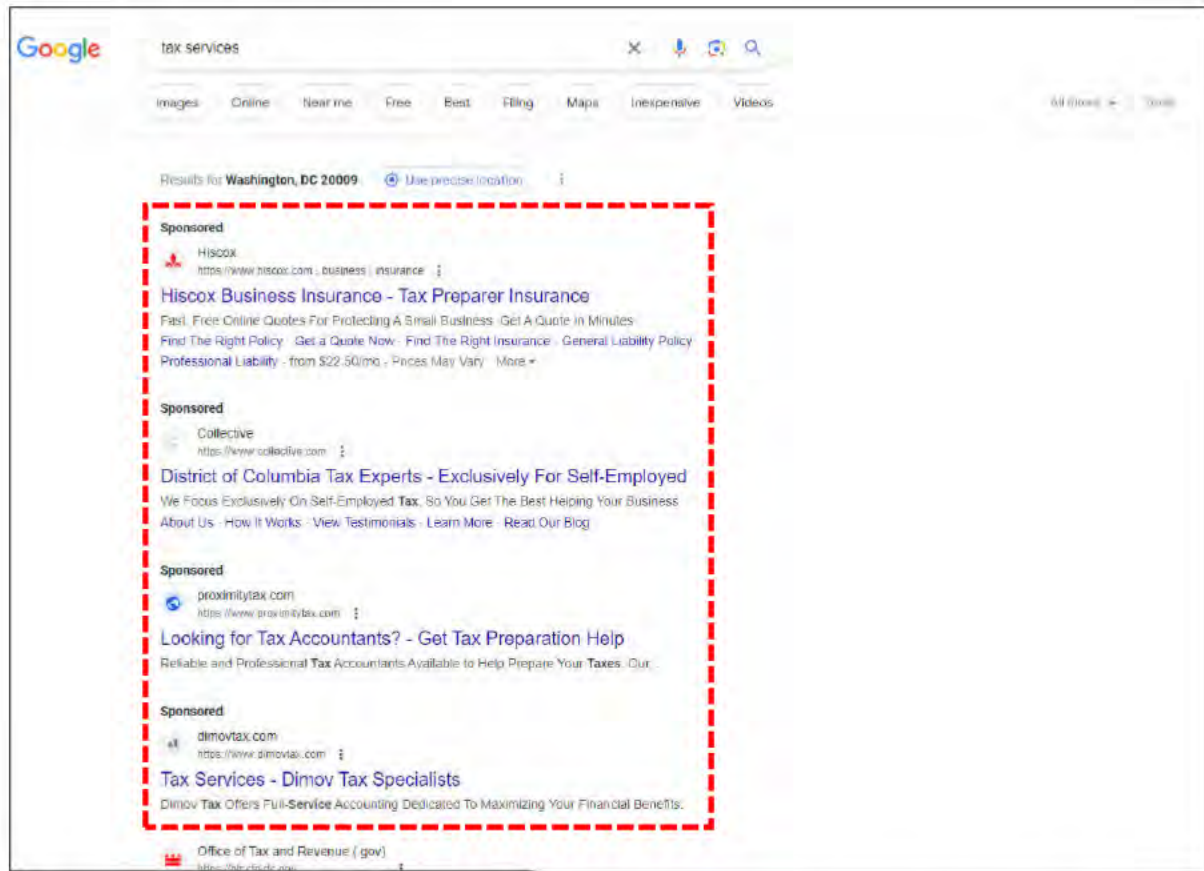 Google
tax services
Images Online Near me Free Best Filing Maps Inexpensive Videos
All filters Tools
Results for Washington, DC 20009 Use precise location
Sponsored
Hiscox
https://www.hiscox.com › business › insurance
Hiscox Business Insurance - Tax Preparer Insurance
Fast, Free Online Quotes For Protecting A Small Business. Get A Quote in Minutes
Find The Right Policy · Get a Quote Now · Find The Right Insurance · General Liability Policy
Professional Liability - from $22.50/mo - Prices May Vary · More
Sponsored
Collective
https://www.collective.com
District of Columbia Tax Experts - Exclusively For Self-Employed
We Focus Exclusively On Self-Employed Tax, So You Get The Best Helping Your Business
About Us · How It Works · View Testimonials · Learn More · Read Our Blog
Sponsored
proximitytax.com
https://www.proximitytax.com
Looking for Tax Accountants? - Get Tax Preparation Help
Reliable and Professional Tax Accountants Available to Help Prepare Your Taxes. Our...
Sponsored
dimovtax.com
https://www.dimovtax.com
Tax Services - Dimov Tax Specialists
Dimov Tax Offers Full-Service Accounting Dedicated To Maximizing Your Financial Benefits.
Office of Tax and Revenue (.gov)